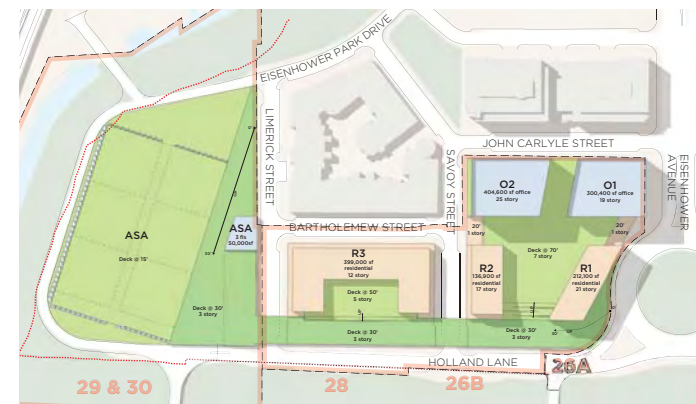 EISENHOWER PARK DRIVE
LIMERICK STREET
JOHN CARLYLE STREET
SAVOY STREET
EISENHOWER
AVENUE
O2
404,600 sf office
25 story
O1
300,400 sf office
19 story
ASA
Deck @ 15'
ASA
3 fls
50,000sf
BARTHOLEMEW STREET
20'
1 story
20'
1 story
Deck @ 70'
7 story
R3
399,000 sf
residential
12 story
R2
136,900 sf
residential
17 story
R1
212,100 sf
residential
21 story
Deck @ 50'
5 story
Deck @ 30'
3 story
Deck @ 30'
3 story
Deck @ 30'
3 story
HOLLAND LANE
26A
29 & 30
28
26B